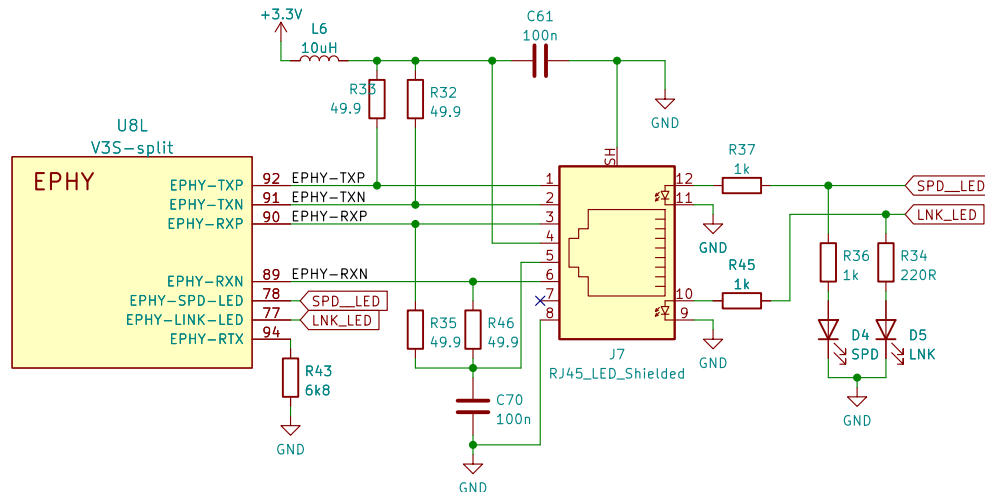 +3.3V
L6
10uH
C61
100n
R33
49.9
R32
49.9
GND
U8L
V3S-split
EPHY
EPHY-TXP 92 EPHY-TXP
EPHY-TXN 91 EPHY-TXN
EPHY-RXP 90
EPHY-RXN 89 EPHY-RXN
EPHY-SPD-LED 78 SPD__LED
EPHY-LINK-LED 77 LNK_LED
EPHY-RTX 94
R43
6k8
GND
R35
49.9
R46
49.9
C70
100n
GND
SH
1
2
3
4
5
6
7
8
12
11
10
9
J7
RJ45_LED_Shielded
R37
1k
GND
R45
1k
GND
SPD__LED
LNK_LED
R36
1k
R34
220R
D4
SPD
D5
LNK
GND